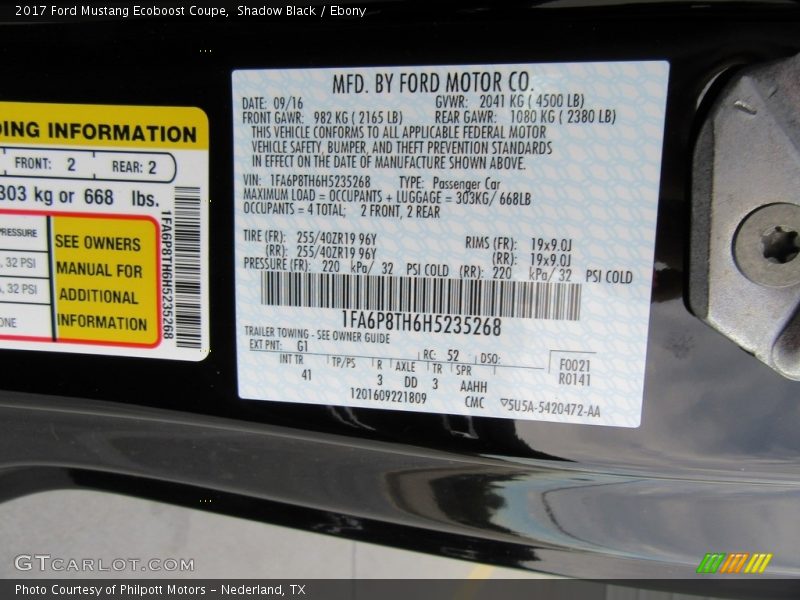 2017 Ford Mustang Ecoboost Coupe,  Shadow Black / Ebony
ING INFORMATION
FRONT: 2 REAR: 2
303 kg or 668 lbs.
PRESSURE
, 32 PSI
, 32 PSI
ONE
SEE OWNERS
MANUAL FOR
ADDITIONAL
INFORMATION
1FA6P8TH6H5235268
MFD. BY FORD MOTOR CO.
DATE: 09/16 GVWR: 2041 KG ( 4500 LB)
FRONT GAWR: 982 KG ( 2165 LB) REAR GAWR: 1080 KG ( 2380 LB)
THIS VEHICLE CONFORMS TO ALL APPLICABLE FEDERAL MOTOR
VEHICLE SAFETY, BUMPER, AND THEFT PREVENTION STANDARDS
IN EFFECT ON THE DATE OF MANUFACTURE SHOWN ABOVE.
VIN: 1FA6P8TH6H5235268 TYPE: Passenger Car
MAXIMUM LOAD = OCCUPANTS + LUGGAGE = 303KG/ 668LB
OCCUPANTS = 4 TOTAL; 2 FRONT, 2 REAR
TIRE (FR): 255/40ZR19 96Y RIMS (FR): 19x9.0J
(RR): 255/40ZR19 96Y (RR): 19x9.0J
PRESSURE (FR): 220 kPa/ 32 PSI COLD (RR): 220 kPa/ 32 PSI COLD
1FA6P8TH6H5235268
TRAILER TOWING - SEE OWNER GUIDE
EXT PNT: G1 RC: 52 DSO:
INT TR TP/PS R AXLE TR SPR F0021
41 3 DD 3 AAHH R0141
1201609221809 CMC ▽5U5A-5420472-AA
GTCARLOT.COM
Photo Courtesy of Philpott Motors – Nederland, TX